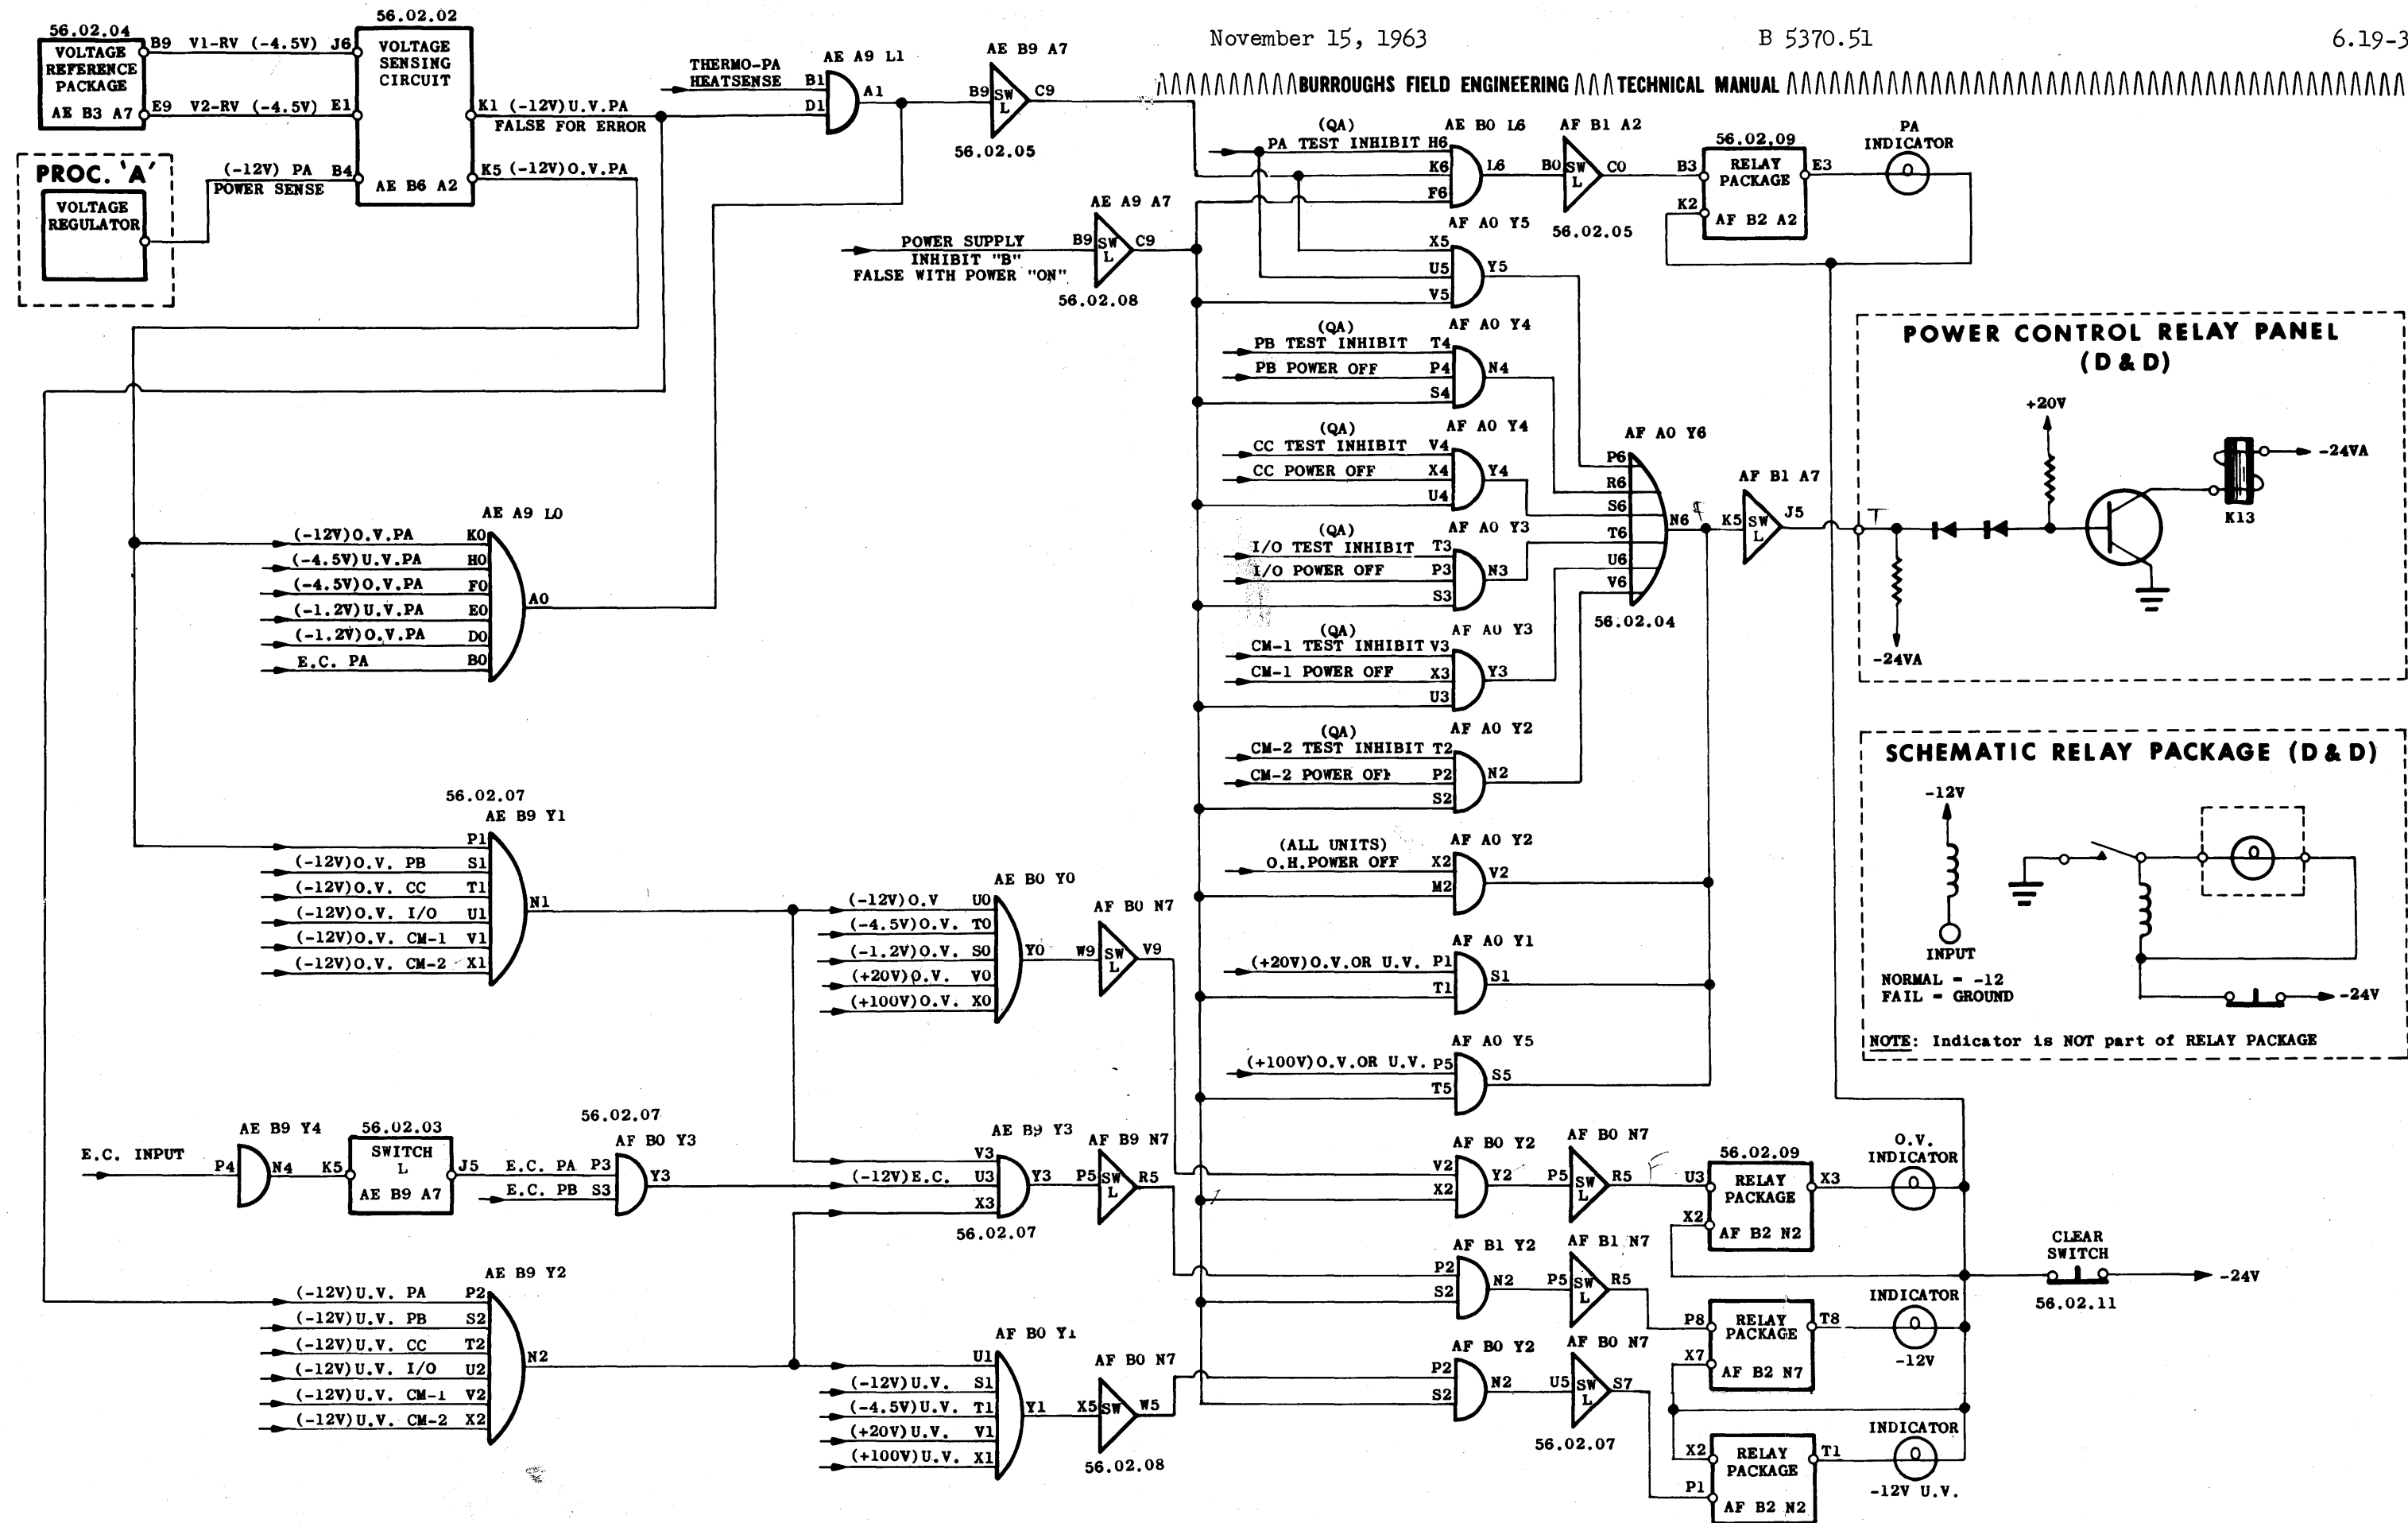 November 15, 1963 B 5370.51 6.19-3
BURROUGHS FIELD ENGINEERING TECHNICAL MANUAL
56.02.04
VOLTAGE
REFERENCE
PACKAGE
AE B3 A7
B9 V1-RV (-4.5V) J6
E9 V2-RV (-4.5V) E1
56.02.02
VOLTAGE
SENSING
CIRCUIT
AE B6 A2
K1 (-12V)U.V.PA
FALSE FOR ERROR
K5 (-12V)O.V.PA
PROC. 'A'
VOLTAGE
REGULATOR
(-12V) PA B4
POWER SENSE
THERMO-PA
HEATSENSE
AE A9 L1
B1
D1
A1
AE B9 A7
B9 SW L C9
56.02.05
POWER SUPPLY
INHIBIT "B"
FALSE WITH POWER "ON"
AE A9 A7
B9 SW L C9
56.02.08
(QA)
PA TEST INHIBIT H6
K6
F6
AE B0 L6
L6
AF B1 A2
B0 SW L C0
56.02.05
56.02.09
B3 RELAY E3
PACKAGE
K2
AF B2 A2
PA
INDICATOR
AF A0 Y5
X5
U5
V5
Y5
(QA)
AF A0 Y4
PB TEST INHIBIT T4
PB POWER OFF P4
S4
N4
(QA)
AF A0 Y4
CC TEST INHIBIT V4
CC POWER OFF X4
U4
Y4
(QA)
AF A0 Y3
I/O TEST INHIBIT T3
I/O POWER OFF P3
S3
N3
(QA)
AF A0 Y3
CM-1 TEST INHIBIT V3
CM-1 POWER OFF X3
U3
Y3
(QA)
AF A0 Y2
CM-2 TEST INHIBIT T2
CM-2 POWER OFF P2
S2
N2
(ALL UNITS)
O.H.POWER OFF X2
M2
AF A0 Y2
V2
AF A0 Y1
(+20V)O.V.OR U.V. P1
T1
S1
AF A0 Y5
(+100V)O.V.OR U.V. P5
T5
S5
AF A0 Y6
P6
R6
S6
T6
U6
V6
N6
56.02.04
AF B1 A7
K5 SW L J5
T
POWER CONTROL RELAY PANEL
(D & D)
+20V
-24VA
K13
-24VA
SCHEMATIC RELAY PACKAGE (D & D)
-12V
INPUT
NORMAL = -12
FAIL = GROUND
-24V
NOTE: Indicator is NOT part of RELAY PACKAGE
AE A9 L0
(-12V)O.V.PA K0
(-4.5V)U.V.PA H0
(-4.5V)O.V.PA F0
(-1.2V)U.V.PA E0
(-1.2V)O.V.PA D0
E.C. PA B0
A0
56.02.07
AE B9 Y1
P1
(-12V)O.V. PB S1
(-12V)O.V. CC T1
(-12V)O.V. I/O U1
(-12V)O.V. CM-1 V1
(-12V)O.V. CM-2 X1
N1
AE B0 Y0
(-12V)O.V U0
(-4.5V)O.V. T0
(-1.2V)O.V. S0
(+20V)O.V. V0
(+100V)O.V. X0
Y0
AF B0 N7
W9 SW L V9
E.C. INPUT
AE B9 Y4
P4
N4
56.02.03
K5 SWITCH J5
L
AE B9 A7
56.02.07
AF B0 Y3
E.C. PA P3
E.C. PB S3
Y3
AE B9 Y3
V3
(-12V)E.C. U3
X3
Y3
56.02.07
AF B9 N7
P5 SW L R5
AE B9 Y2
(-12V)U.V. PA P2
(-12V)U.V. PB S2
(-12V)U.V. CC T2
(-12V)U.V. I/O U2
(-12V)U.V. CM-1 V2
(-12V)U.V. CM-2 X2
N2
AF B0 Y1
U1
(-12V)U.V. S1
(-4.5V)U.V. T1
(+20V)U.V. V1
(+100V)U.V. X1
Y1
AF B0 N7
X5 SW W5
56.02.08
AF B0 Y2
V2
X2
Y2
AF B0 N7
P5 SW L R5
F
56.02.09
U3 RELAY X3
PACKAGE
X2
AF B2 N2
O.V.
INDICATOR
AF B1 Y2
P2
S2
N2
AF B1 N7
P5 SW L R5
P8 RELAY T8
PACKAGE
X7
AF B2 N7
INDICATOR
-12V
AF B0 Y2
P2
S2
N2
AF B0 N7
U5 SW L S7
56.02.07
X2 RELAY T1
PACKAGE
P1
AF B2 N2
INDICATOR
-12V U.V.
CLEAR
SWITCH
56.02.11
-24V